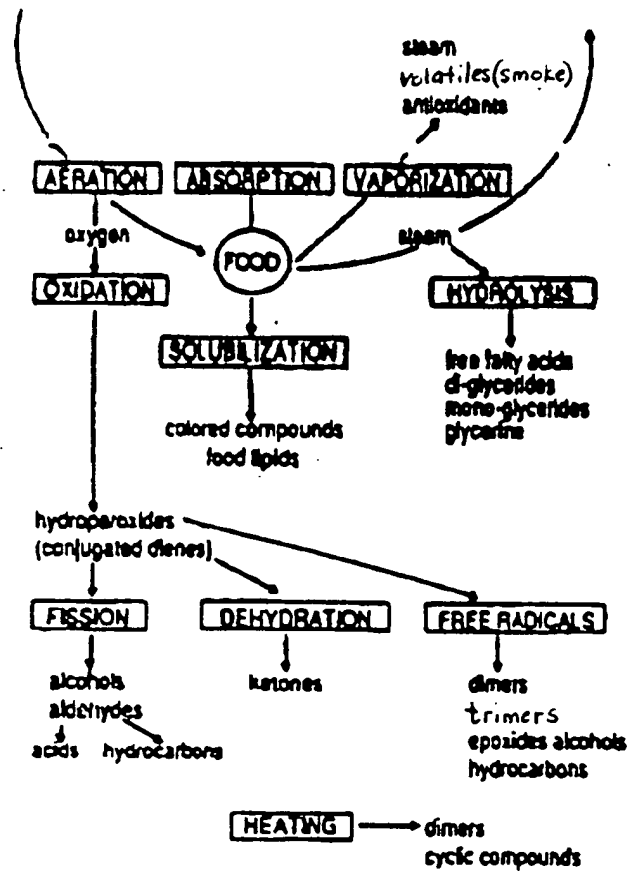 steam
volatiles(smoke)
antioxidants
AERATION
ABSORPTION
VAPORIZATION
oxygen
FOOD
steam
OXIDATION
HYDROLYSIS
SOLUBILIZATION
free fatty acids
di-glycerides
mono-glycerides
glycerine
colored compounds
food lipids
hydroperoxides
(conjugated dienes)
FISSION
DEHYDRATION
FREE RADICALS
alcohols
aldehydes
acids
hydrocarbons
ketones
dimers
trimers
epoxides alcohols
hydrocarbons
HEATING
dimers
cyclic compounds